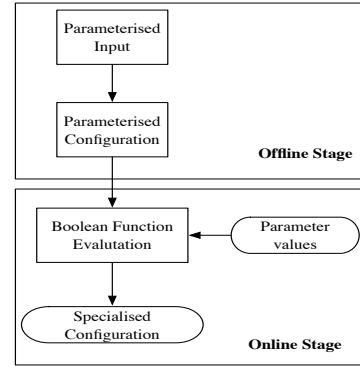 Parameterised
Input
Parameterised
Configuration
Offline Stage
Boolean Function
Evalutation
Parameter
values
Specialised
Configuration
Online Stage